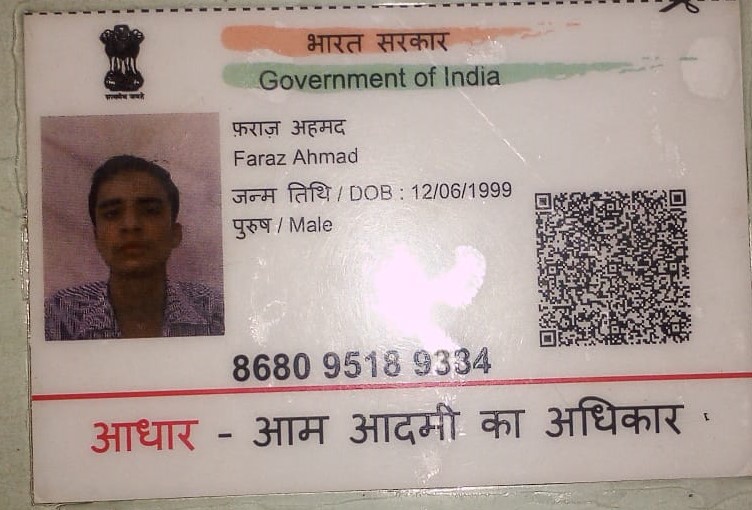 भारत सरकार
Government of India
सत्यमेव जयते
फ़राज़ अहमद
Faraz Ahmad
जन्म तिथि / DOB : 12/06/1999
पुरुष / Male
8680 9518 9334
आधार - आम आदमी का अधिकार